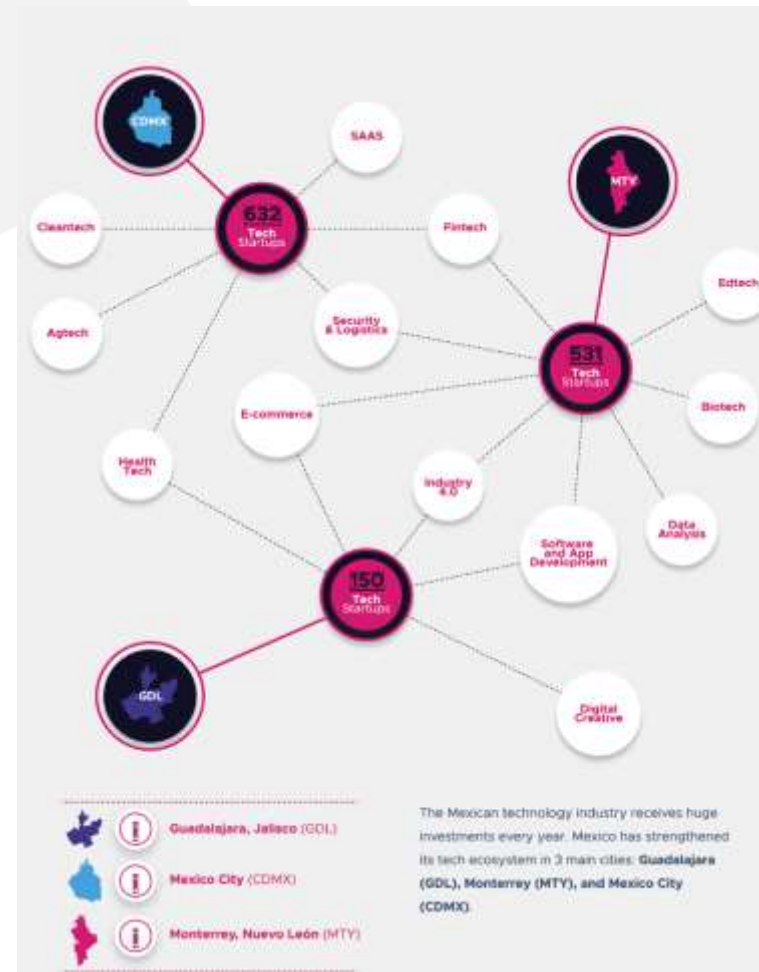 CDMX
SAAS
MTY
632
Tech
Startups
Cleantech
Fintech
Edtech
Agtech
Security
& Logistics
531
Tech
Startups
E-commerce
Biotech
Health
Tech
Industry
4.0
Data
Analysis
Software
and App
Development
150
Tech
Startups
GDL
Digital
Creative
Guadalajara, Jalisco (GDL)
Mexico City (CDMX)
Monterrey, Nuevo León (MTY)
The Mexican technology industry receives huge
investments every year. Mexico has strengthened
its tech ecosystem in 3 main cities: Guadalajara
(GDL), Monterrey (MTY), and Mexico City
(CDMX).